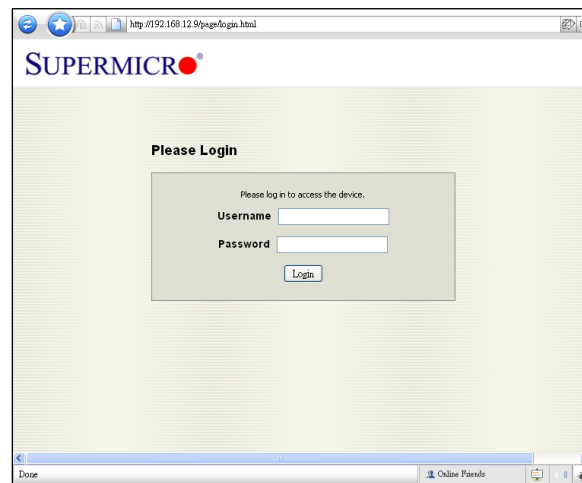 http://192.168.12.9/page/login.html
SUPERMICRO®
Please Login
Please log in to access the device.
Username
Password
Login
Done
Online Friends